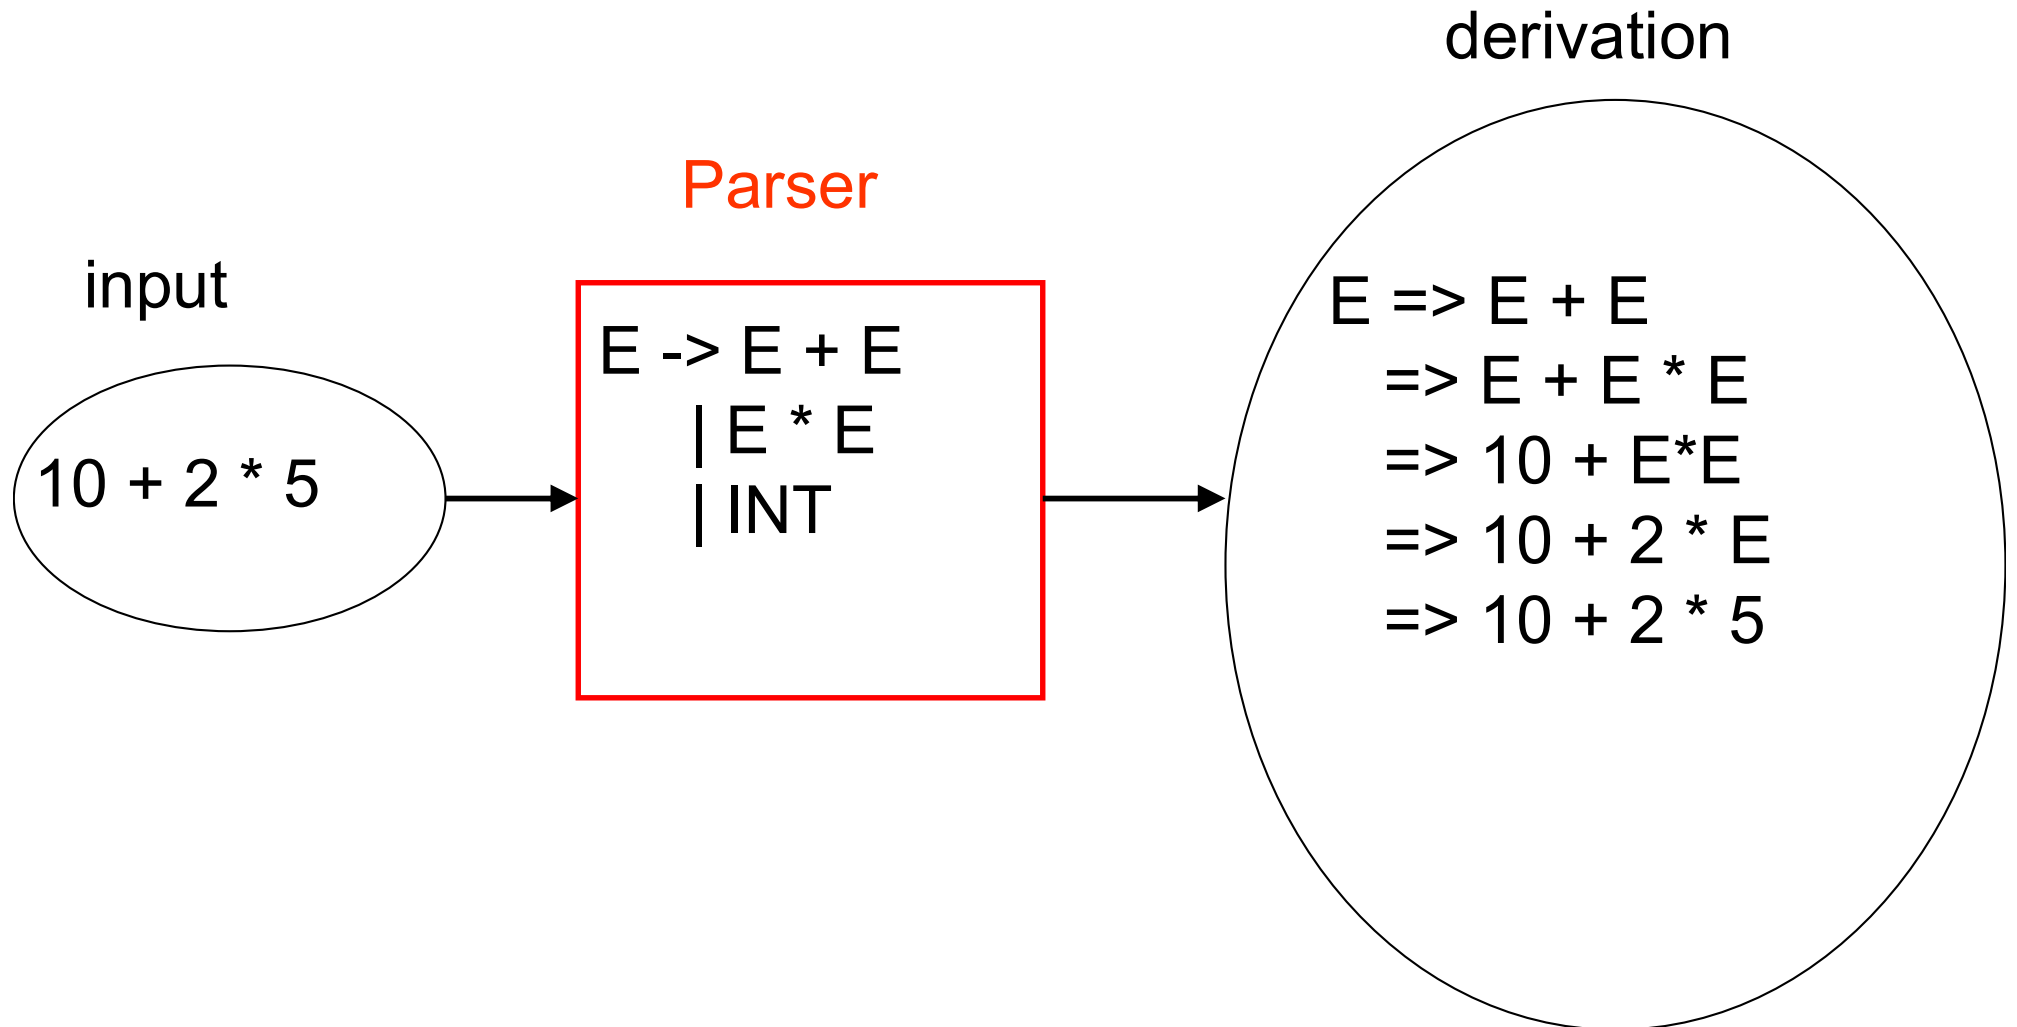 input
10 + 2 * 5
Parser
E -> E + E
| E * E
| INT
derivation
E => E + E
=> E + E * E
=> 10 + E*E
=> 10 + 2 * E
=> 10 + 2 * 5